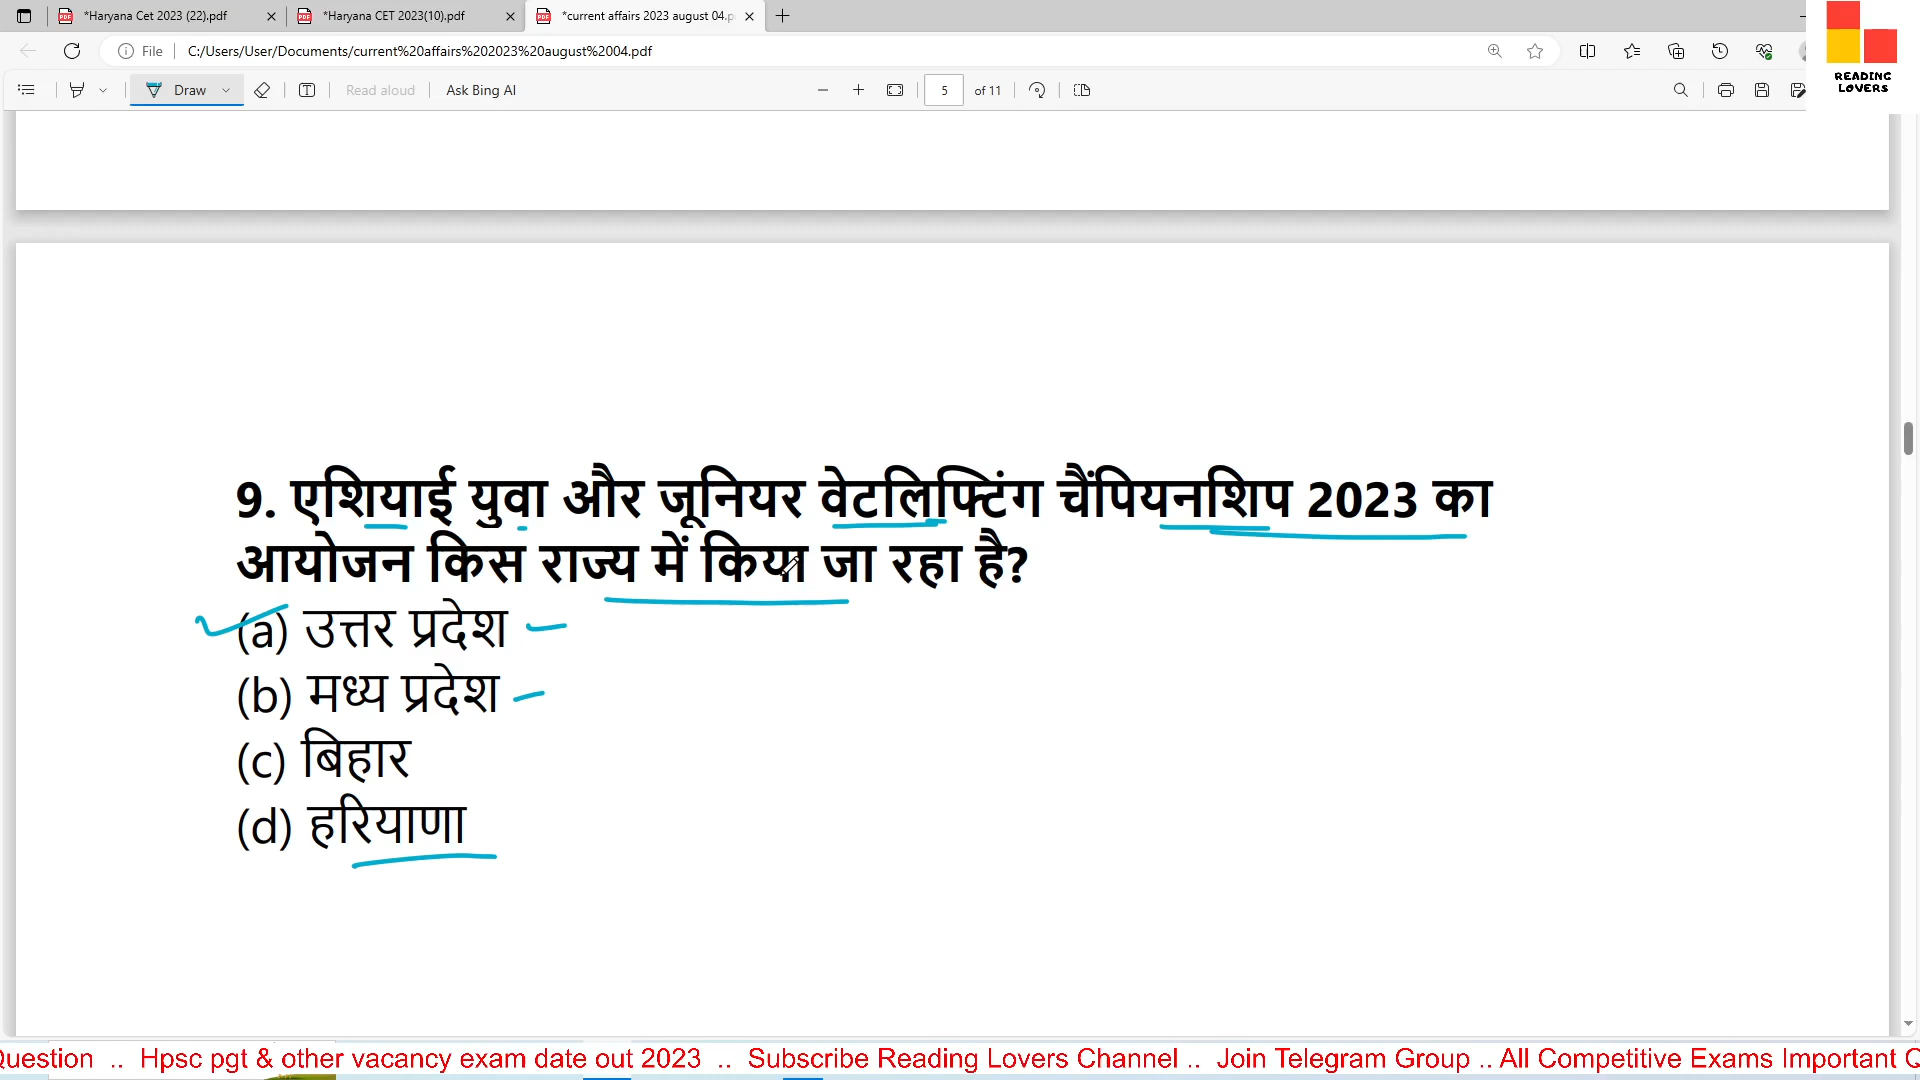 *Haryana Cet 2023 (22).pdf
*Haryana CET 2023(10).pdf
*current affairs 2023 august 04.p
File
C:/Users/User/Documents/current%20affairs%202023%20august%2004.pdf
Draw
Read aloud
Ask Bing AI
5
of 11
READING
LOVERS
9. एशियाई युवा और जूनियर वेटलिफ्टिंग चैंपियनशिप 2023 का
आयोजन किस राज्य में किया जा रहा है?
(a) उत्तर प्रदेश
(b) मध्य प्रदेश
(c) बिहार
(d) हरियाणा
Question .. Hpsc pgt & other vacancy exam date out 2023 .. Subscribe Reading Lovers Channel .. Join Telegram Group .. All Competitive Exams Important Q